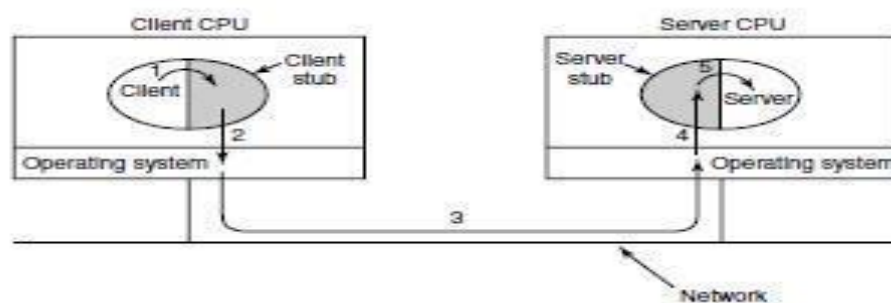 Client CPU
Server CPU
1
Client
Client
stub
Server
stub
5
Server
2
4
Operating system
Operating system
3
Network